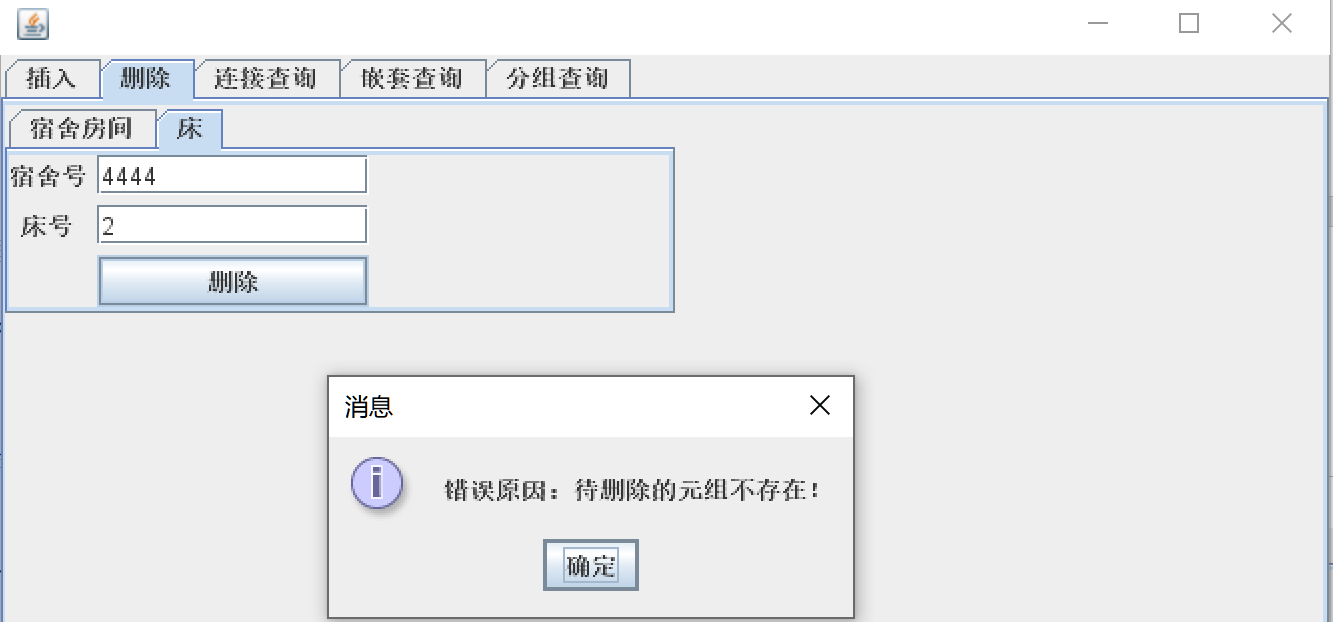 插入 删除 连接查询 嵌套查询 分组查询
宿舍房间 床
宿舍号 4444
床号 2
删除
消息
错误原因：待删除的元组不存在！
确定